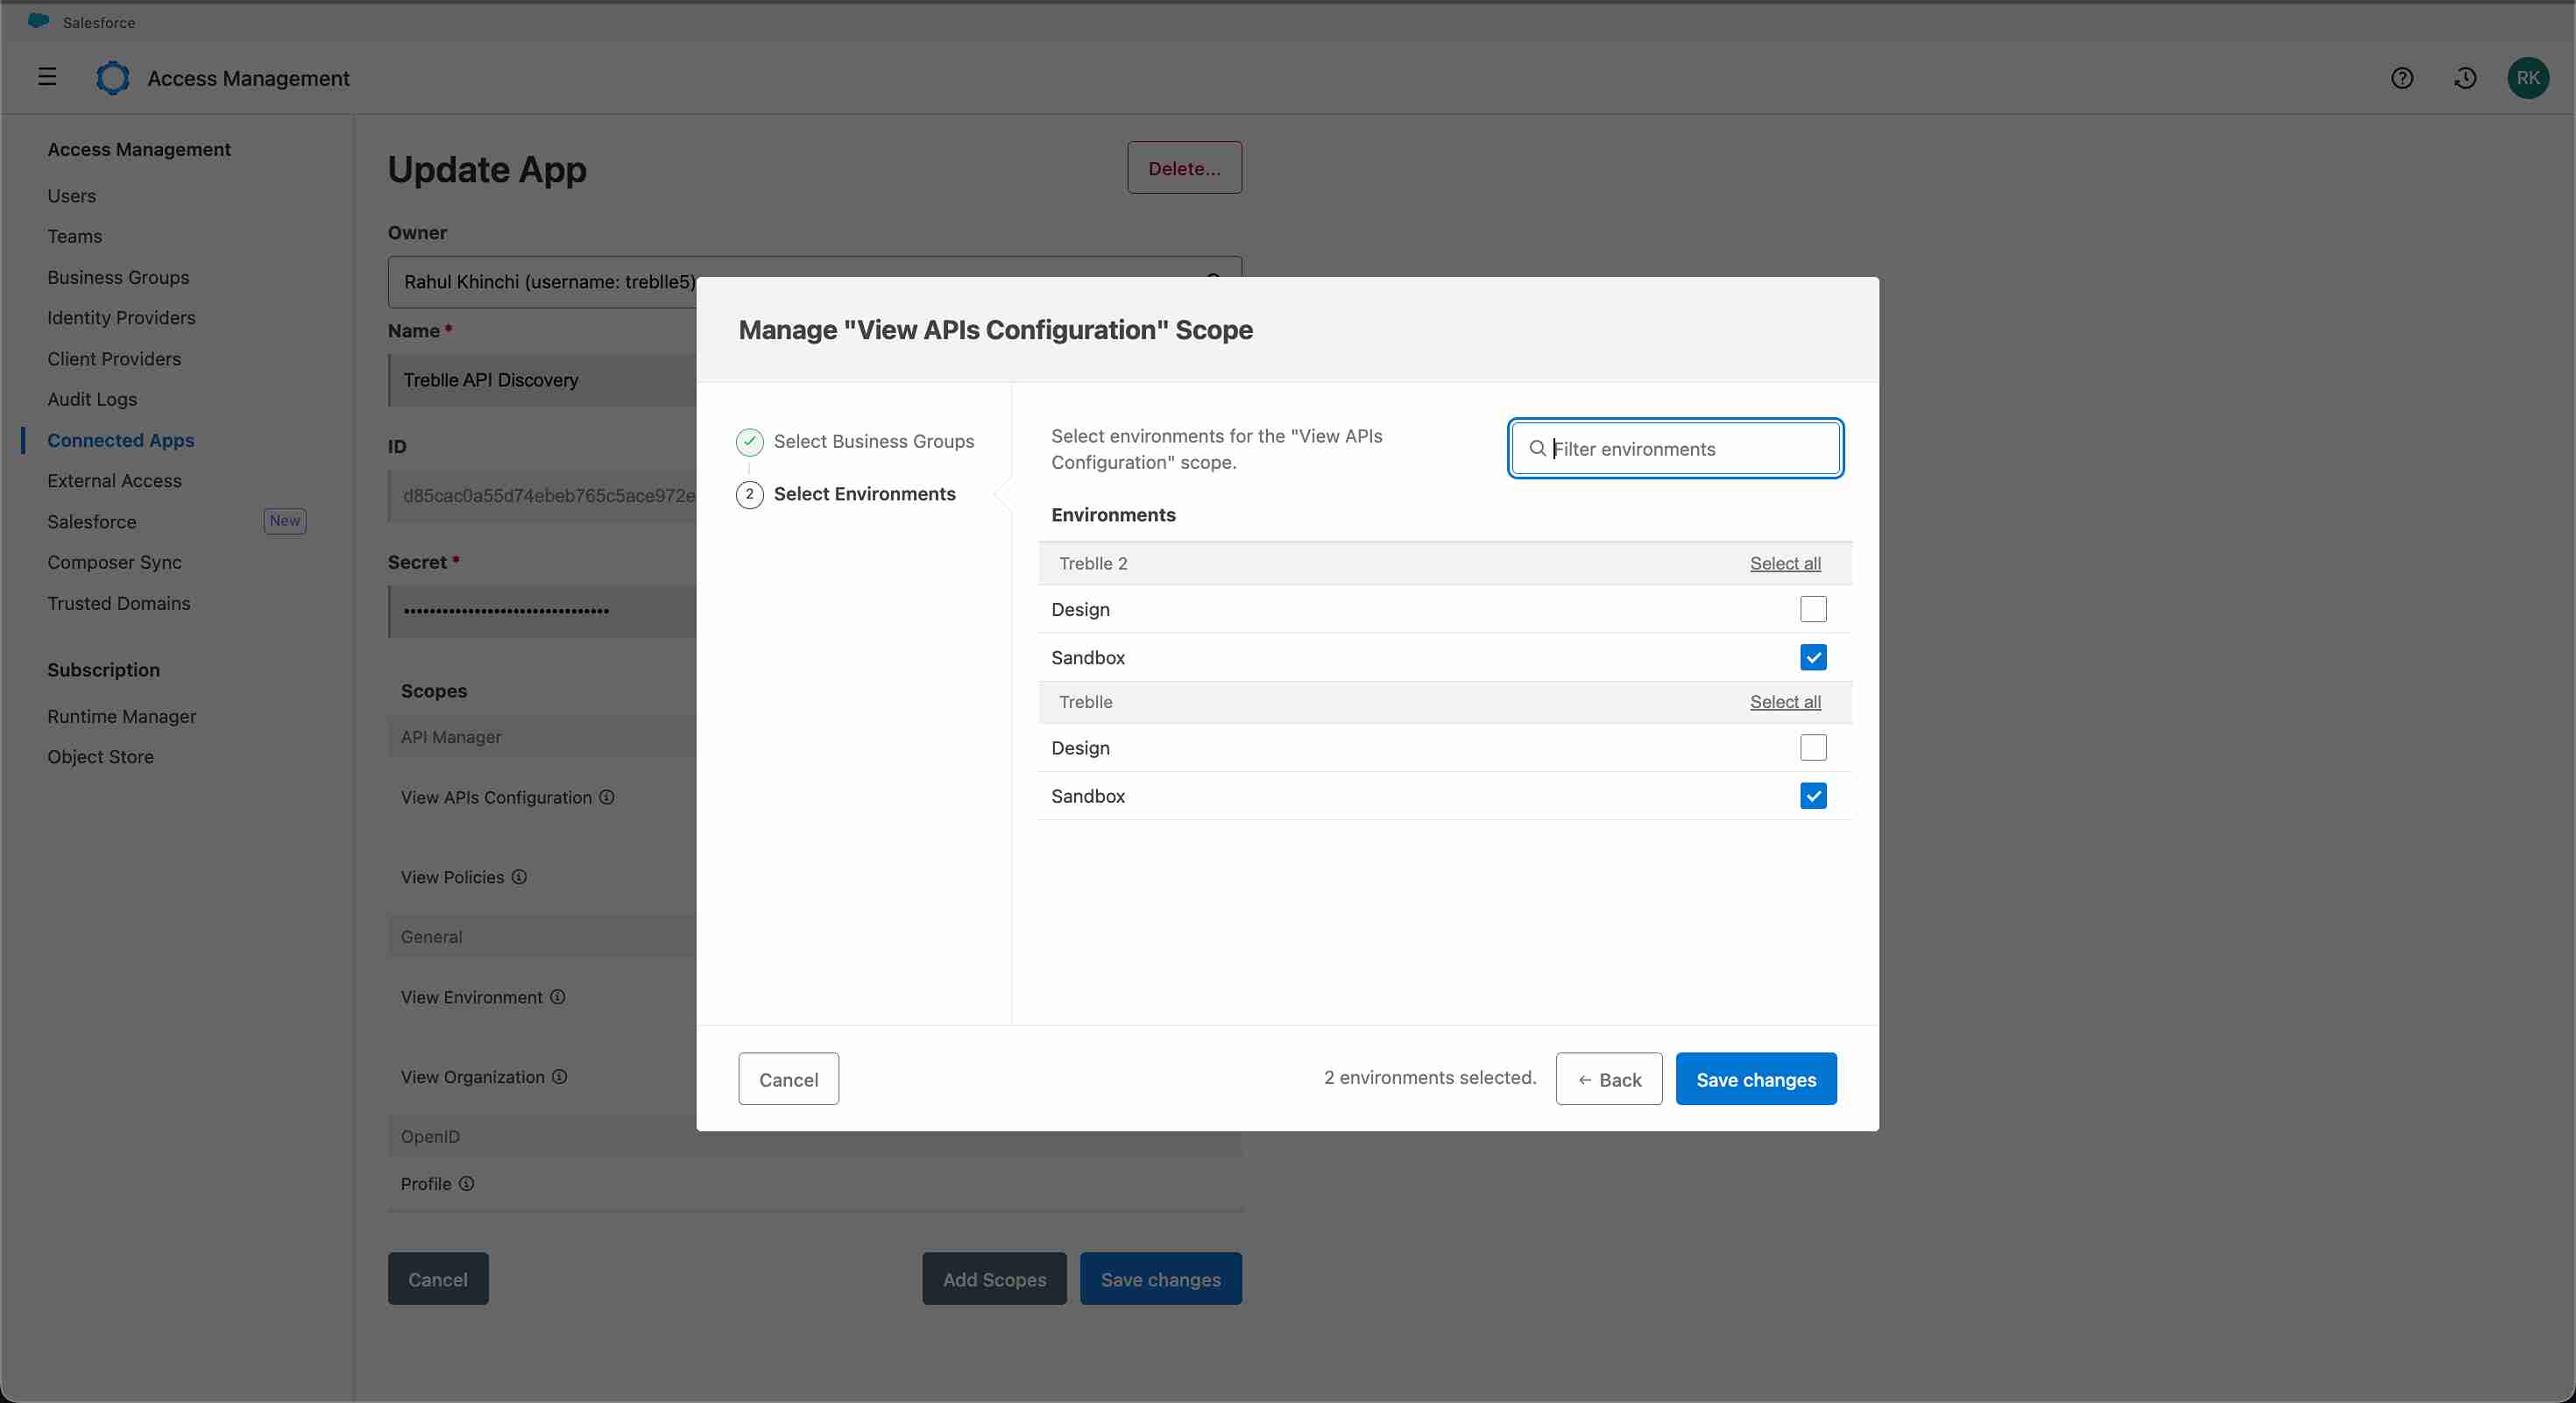 Salesforce
Access Management
RK
Access Management
Users
Teams
Business Groups
Identity Providers
Client Providers
Audit Logs
Connected Apps
External Access
Salesforce New
Composer Sync
Trusted Domains
Subscription
Runtime Manager
Object Store
Update App
Delete...
Owner
Rahul Khinchi (username: treblle5)
Name *
Treblle API Discovery
ID
d85cac0a55d74ebeb765c5ace972e
Secret *
Scopes
API Manager
View APIs Configuration
View Policies
General
View Environment
View Organization
OpenID
Profile
Cancel
Add Scopes
Save changes
Manage "View APIs Configuration" Scope
Select Business Groups
2 Select Environments
Select environments for the "View APIs
Configuration" scope.
Filter environments
Environments
Treblle 2 Select all
Design
Sandbox
Treblle Select all
Design
Sandbox
Cancel
2 environments selected.
← Back
Save changes